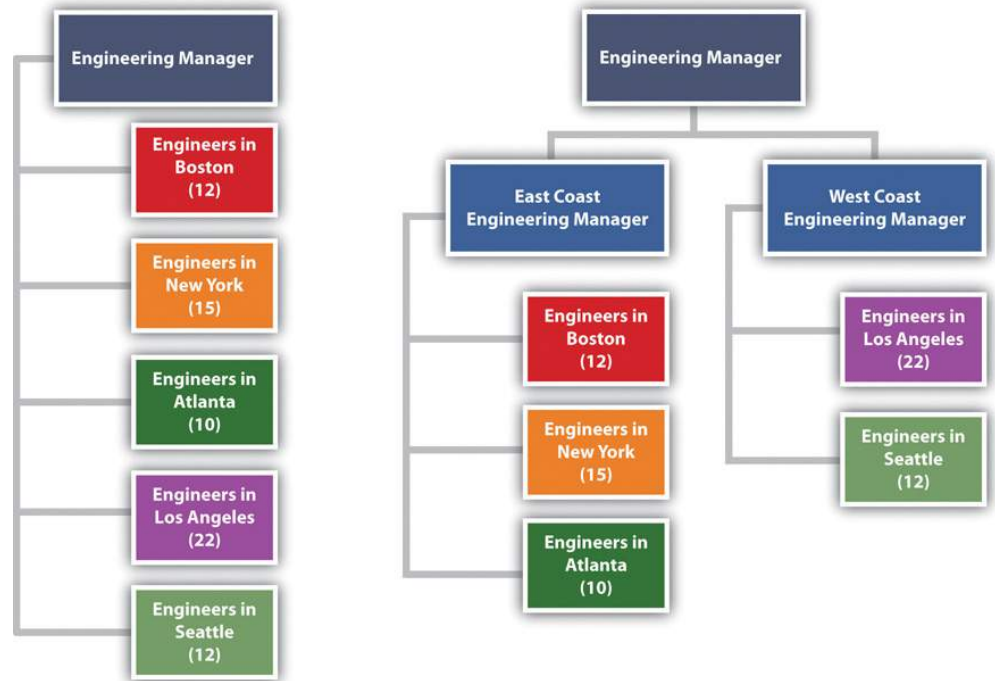 Engineering Manager
Engineers in
Boston
(12)
Engineers in
New York
(15)
Engineers in
Atlanta
(10)
Engineers in
Los Angeles
(22)
Engineers in
Seattle
(12)
Engineering Manager
East Coast
Engineering Manager
Engineers in
Boston
(12)
Engineers in
New York
(15)
Engineers in
Atlanta
(10)
West Coast
Engineering Manager
Engineers in
Los Angeles
(22)
Engineers in
Seattle
(12)